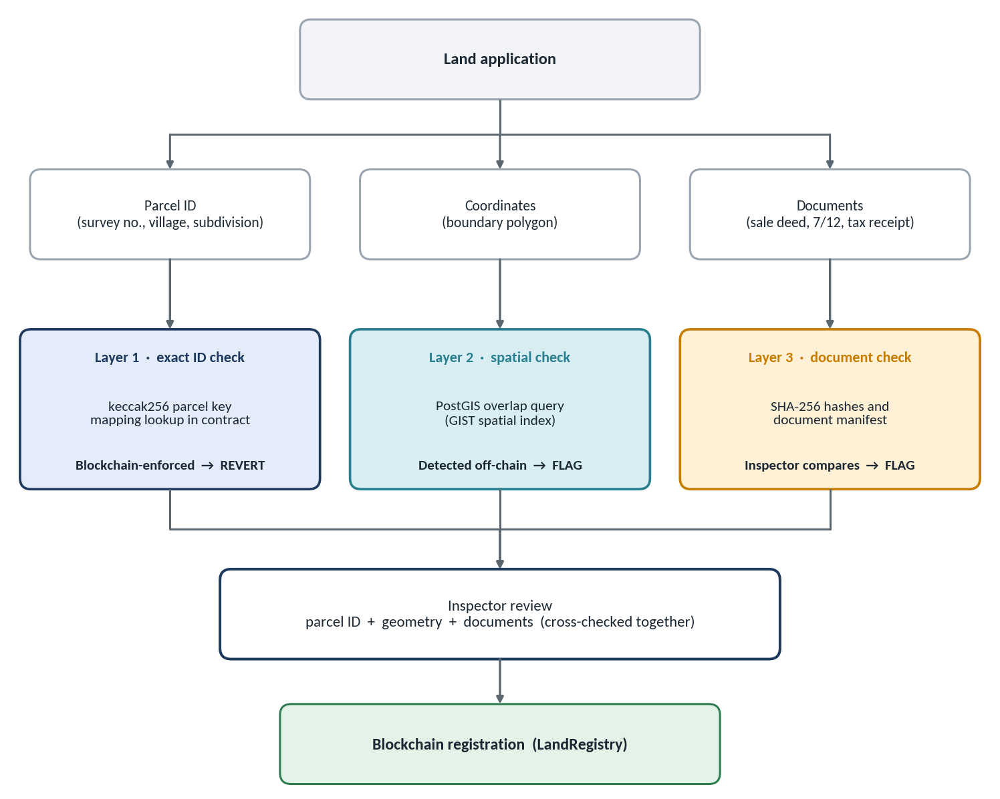 Land application
Parcel ID
(survey no., village, subdivision)
Coordinates
(boundary polygon)
Documents
(sale deed, 7/12, tax receipt)
Layer 1 · exact ID check
keccak256 parcel key
mapping lookup in contract
Blockchain-enforced → REVERT
Layer 2 · spatial check
PostGIS overlap query
(GIST spatial index)
Detected off-chain → FLAG
Layer 3 · document check
SHA-256 hashes and
document manifest
Inspector compares → FLAG
Inspector review
parcel ID + geometry + documents (cross-checked together)
Blockchain registration (LandRegistry)